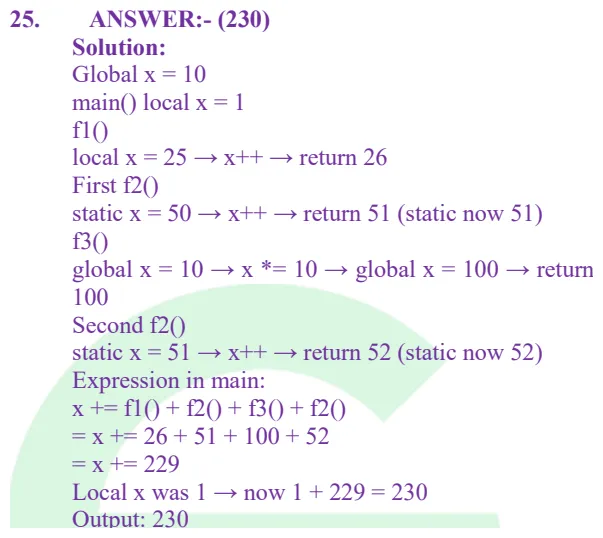 25. ANSWER:- (230)
Solution:
Global x = 10
main() local x = 1
f1()
local x = 25 → x++ → return 26
First f2()
static x = 50 → x++ → return 51 (static now 51)
f3()
global x = 10 → x *= 10 → global x = 100 → return
100
Second f2()
static x = 51 → x++ → return 52 (static now 52)
Expression in main:
x += f1() + f2() + f3() + f2()
= x += 26 + 51 + 100 + 52
= x += 229
Local x was 1 → now 1 + 229 = 230
Output: 230